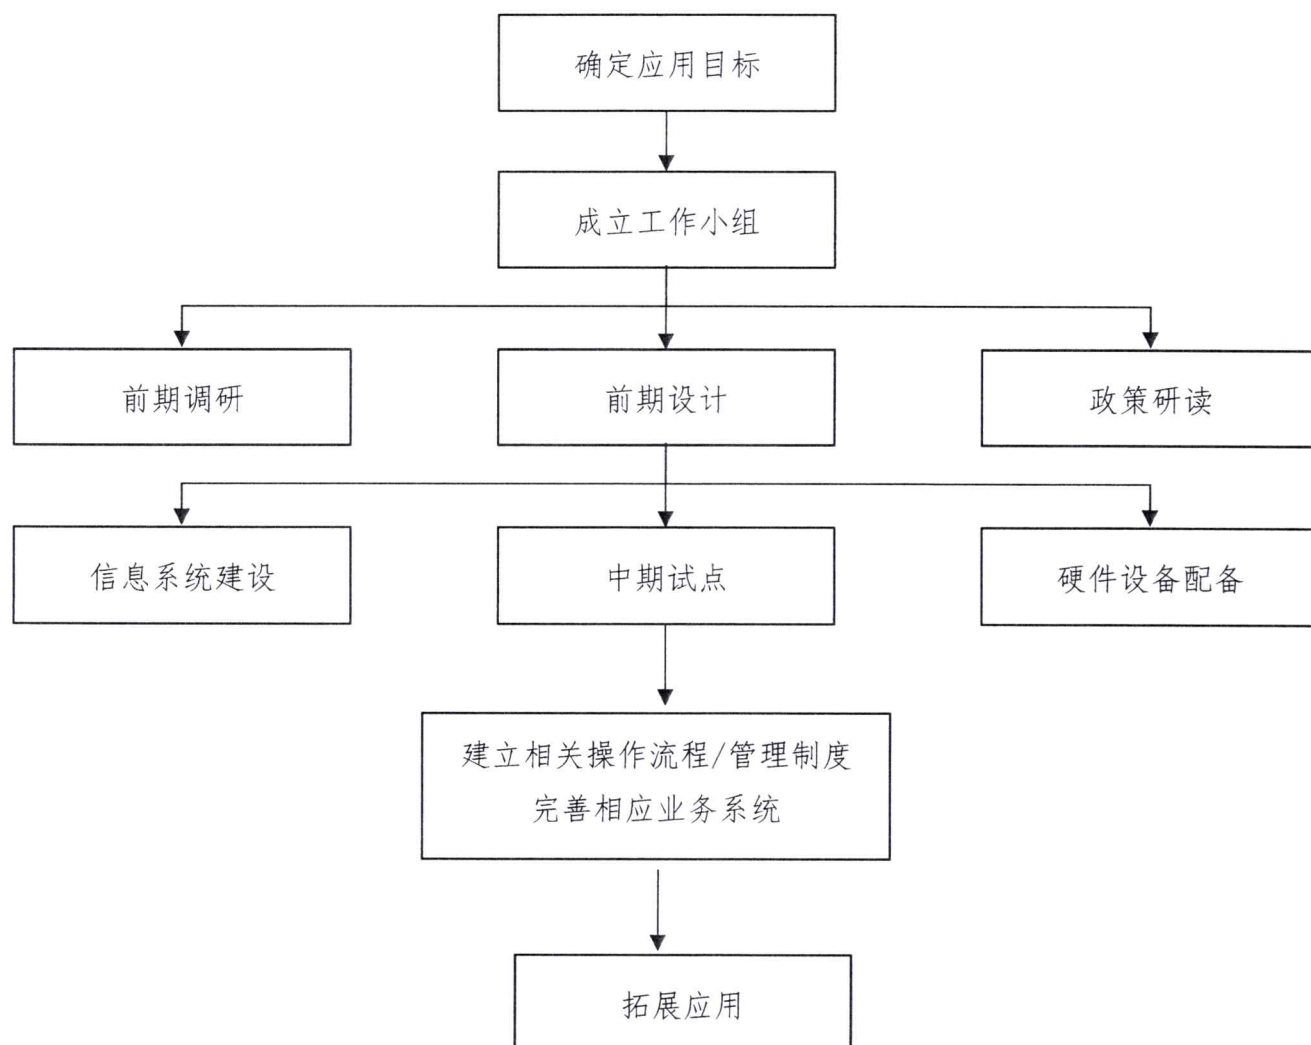 确定应用目标
成立工作小组
前期调研
前期设计
政策研读
信息系统建设
中期试点
硬件设备配备
建立相关操作流程/管理制度
完善相应业务系统
拓展应用